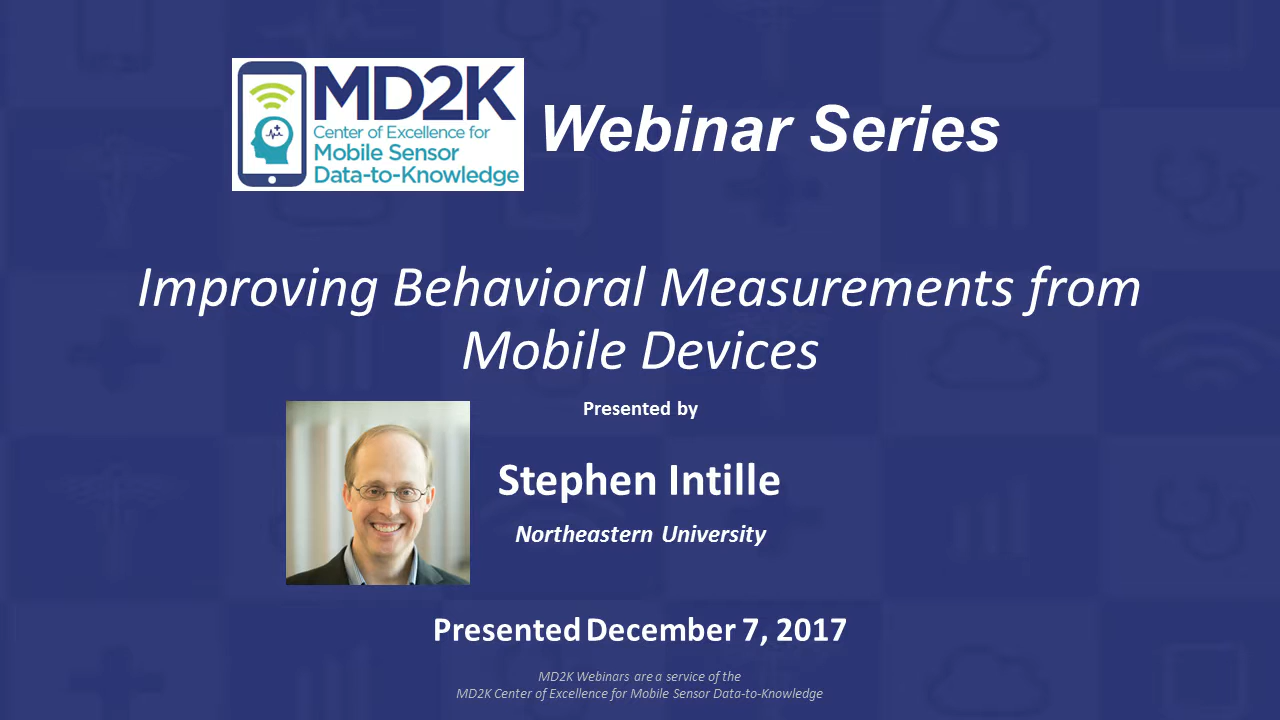 MD2K
Center of Excellence for
Mobile Sensor
Data-to-Knowledge
Webinar Series
Improving Behavioral Measurements from
Mobile Devices
Presented by
Stephen Intille
Northeastern University
Presented December 7, 2017
MD2K Webinars are a service of the
MD2K Center of Excellence for Mobile Sensor Data-to-Knowledge